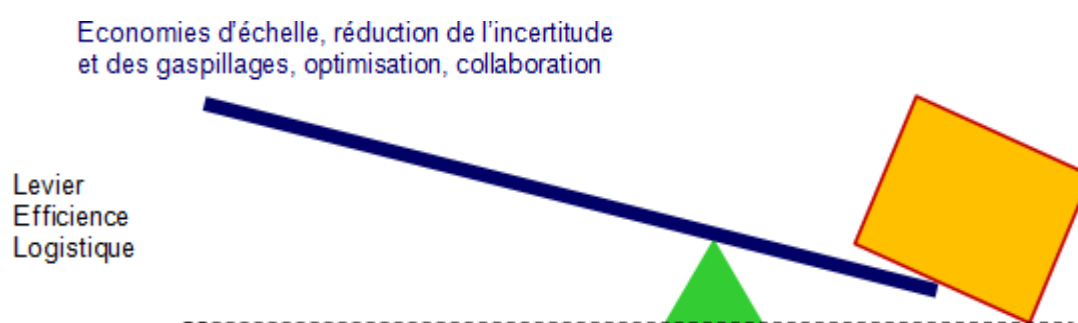 Economies d'échelle, réduction de l'incertitude
et des gaspillages, optimisation, collaboration
Levier
Efficience
Logistique